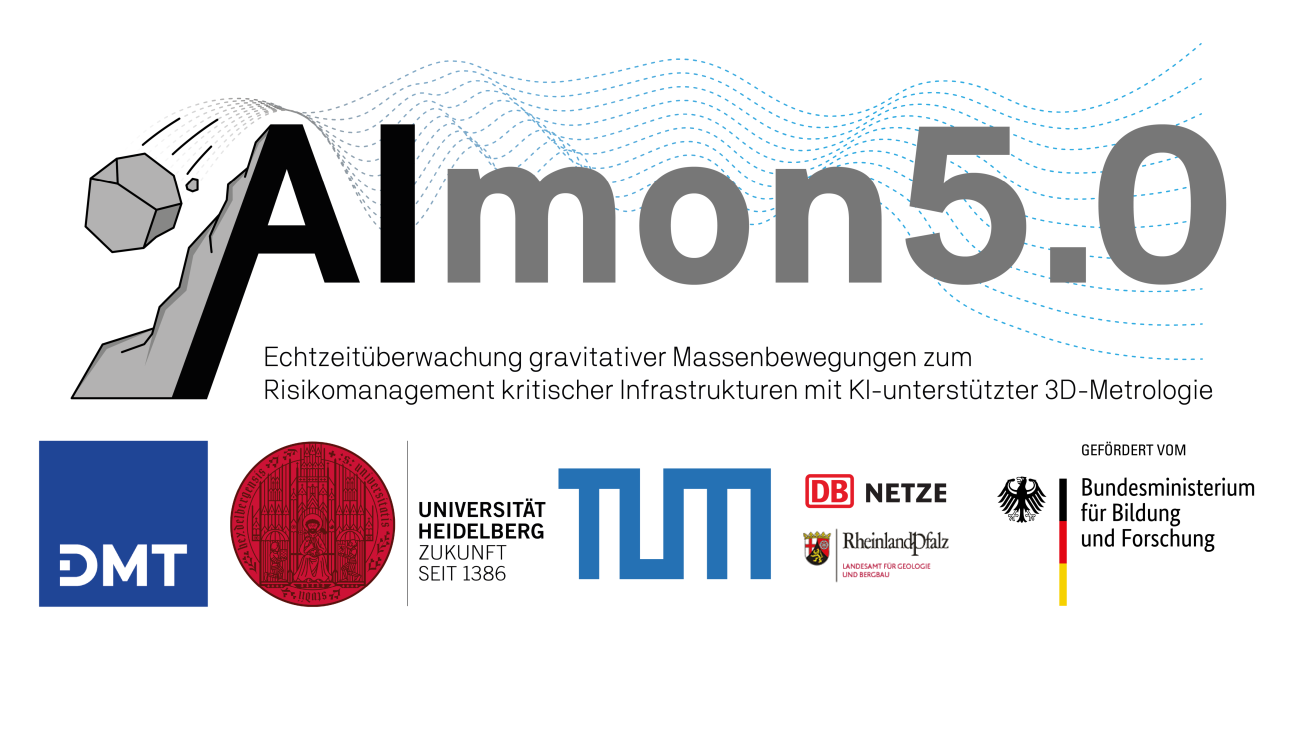 AImon5.0
Echtzeitüberwachung gravitativer Massenbewegungen zum
Risikomanagement kritischer Infrastrukturen mit KI-unterstützter 3D-Metrologie
DMT
UNIVERSITÄT
HEIDELBERG
ZUKUNFT
SEIT 1386
TUM
DB NETZE
RheinlandPfalz
LANDESAMT FÜR GEOLOGIE
UND BERGBAU
GEFÖRDERT VOM
Bundesministerium
für Bildung
und Forschung